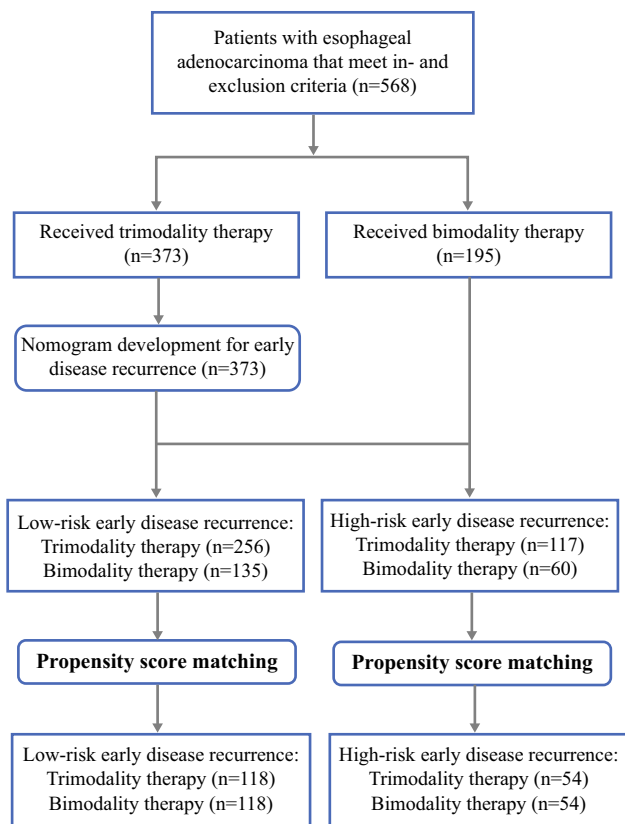 Patients with esophageal
adenocarcinoma that meet in- and
exclusion criteria (n=568)
Received trimodality therapy
(n=373)
Received bimodality therapy
(n=195)
Nomogram development for early
disease recurrence (n=373)
Low-risk early disease recurrence:
Trimodality therapy (n=256)
Bimodality therapy (n=135)
High-risk early disease recurrence:
Trimodality therapy (n=117)
Bimodality therapy (n=60)
Propensity score matching
Propensity score matching
Low-risk early disease recurrence:
Trimodality therapy (n=118)
Bimodality therapy (n=118)
High-risk early disease recurrence:
Trimodality therapy (n=54)
Bimodality therapy (n=54)